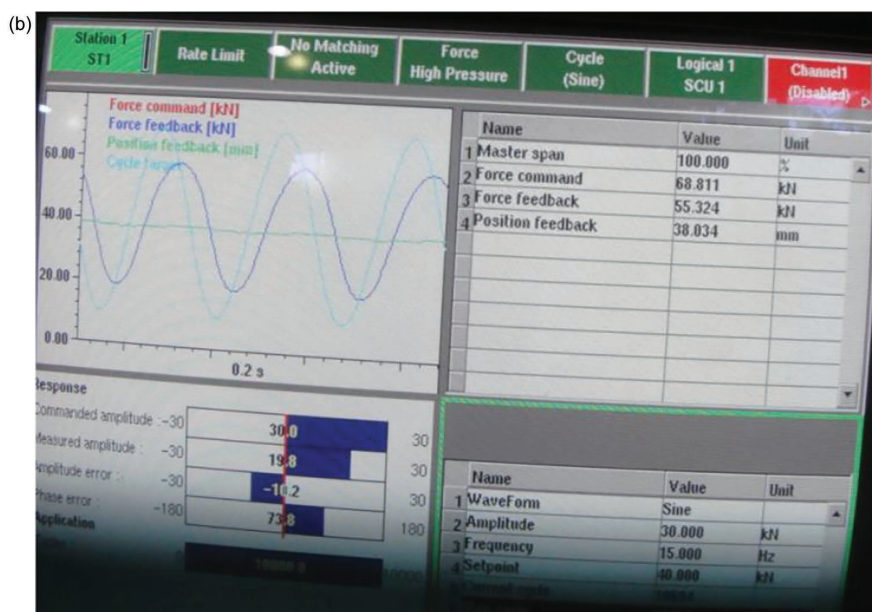 (b)
Station 1
ST1
Rate Limit
No Matching
Active
Force
High Pressure
Cycle
(Sine)
Logical 1
SCU 1
Channel1
(Disabled)
Force command [kN]
Force feedback [kN]
Position feedback [mm]
Cycle target
60.00
40.00
20.00
0.00
0.2 s
Name Value Unit
1 Master span 100.000 %
2 Force command 68.811 kN
3 Force feedback 55.324 kN
4 Position feedback 38.034 mm
Response
Commanded amplitude : -30 30.0 30
Measured amplitude : -30 19.8 30
Amplitude error : -30 -10.2 30
Phase error : -180 73.8 180
Application
Name Value Unit
1 WaveForm Sine
2 Amplitude 30.000 kN
3 Frequency 15.000 Hz
4 Setpoint 40.000 kN